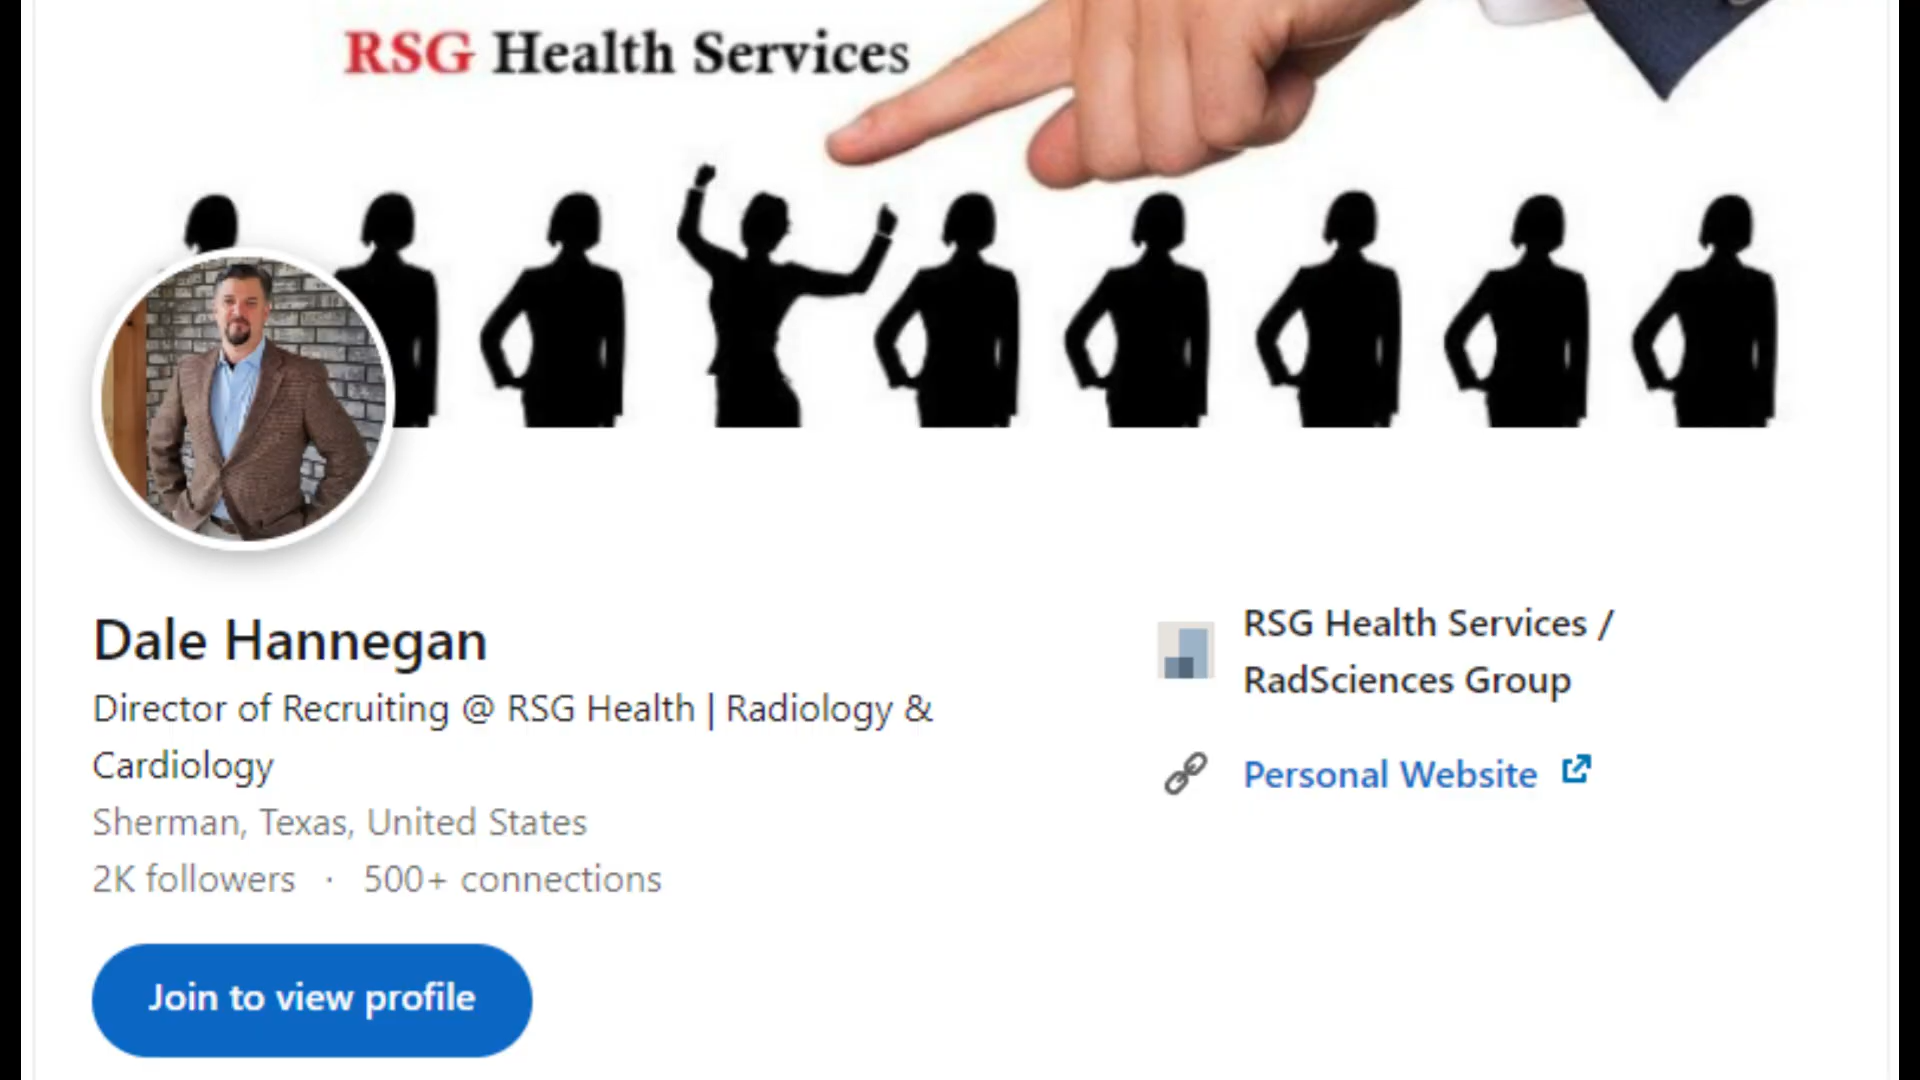 RSG Health Services
Dale Hannegan
Director of Recruiting @ RSG Health | Radiology &
Cardiology
Sherman, Texas, United States
2K followers · 500+ connections
Join to view profile
RSG Health Services /
RadSciences Group
Personal Website